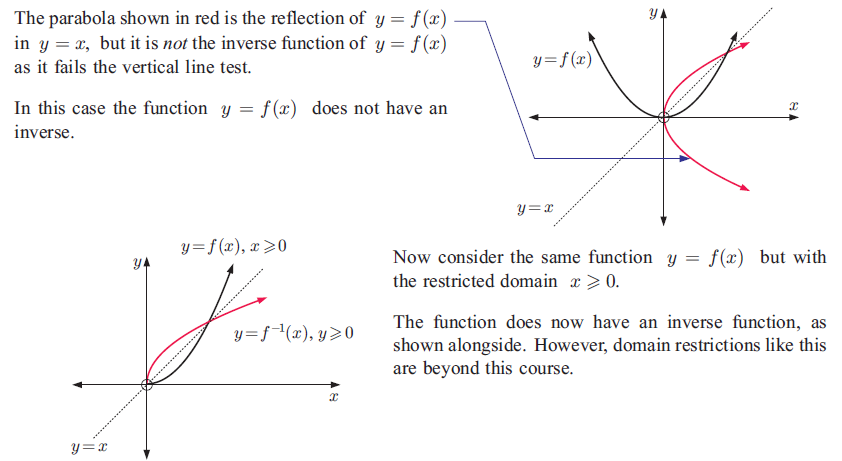 The parabola shown in red is the reflection of y = f(x)
in y = x, but it is not the inverse function of y = f(x)
as it fails the vertical line test.
In this case the function y = f(x) does not have an
inverse.
y
y=f(x)
x
y=x
y=f(x), x⩾0
y
y=f⁻¹(x), y⩾0
x
y=x
Now consider the same function y = f(x) but with
the restricted domain x ⩾ 0.
The function does now have an inverse function, as
shown alongside. However, domain restrictions like this
are beyond this course.